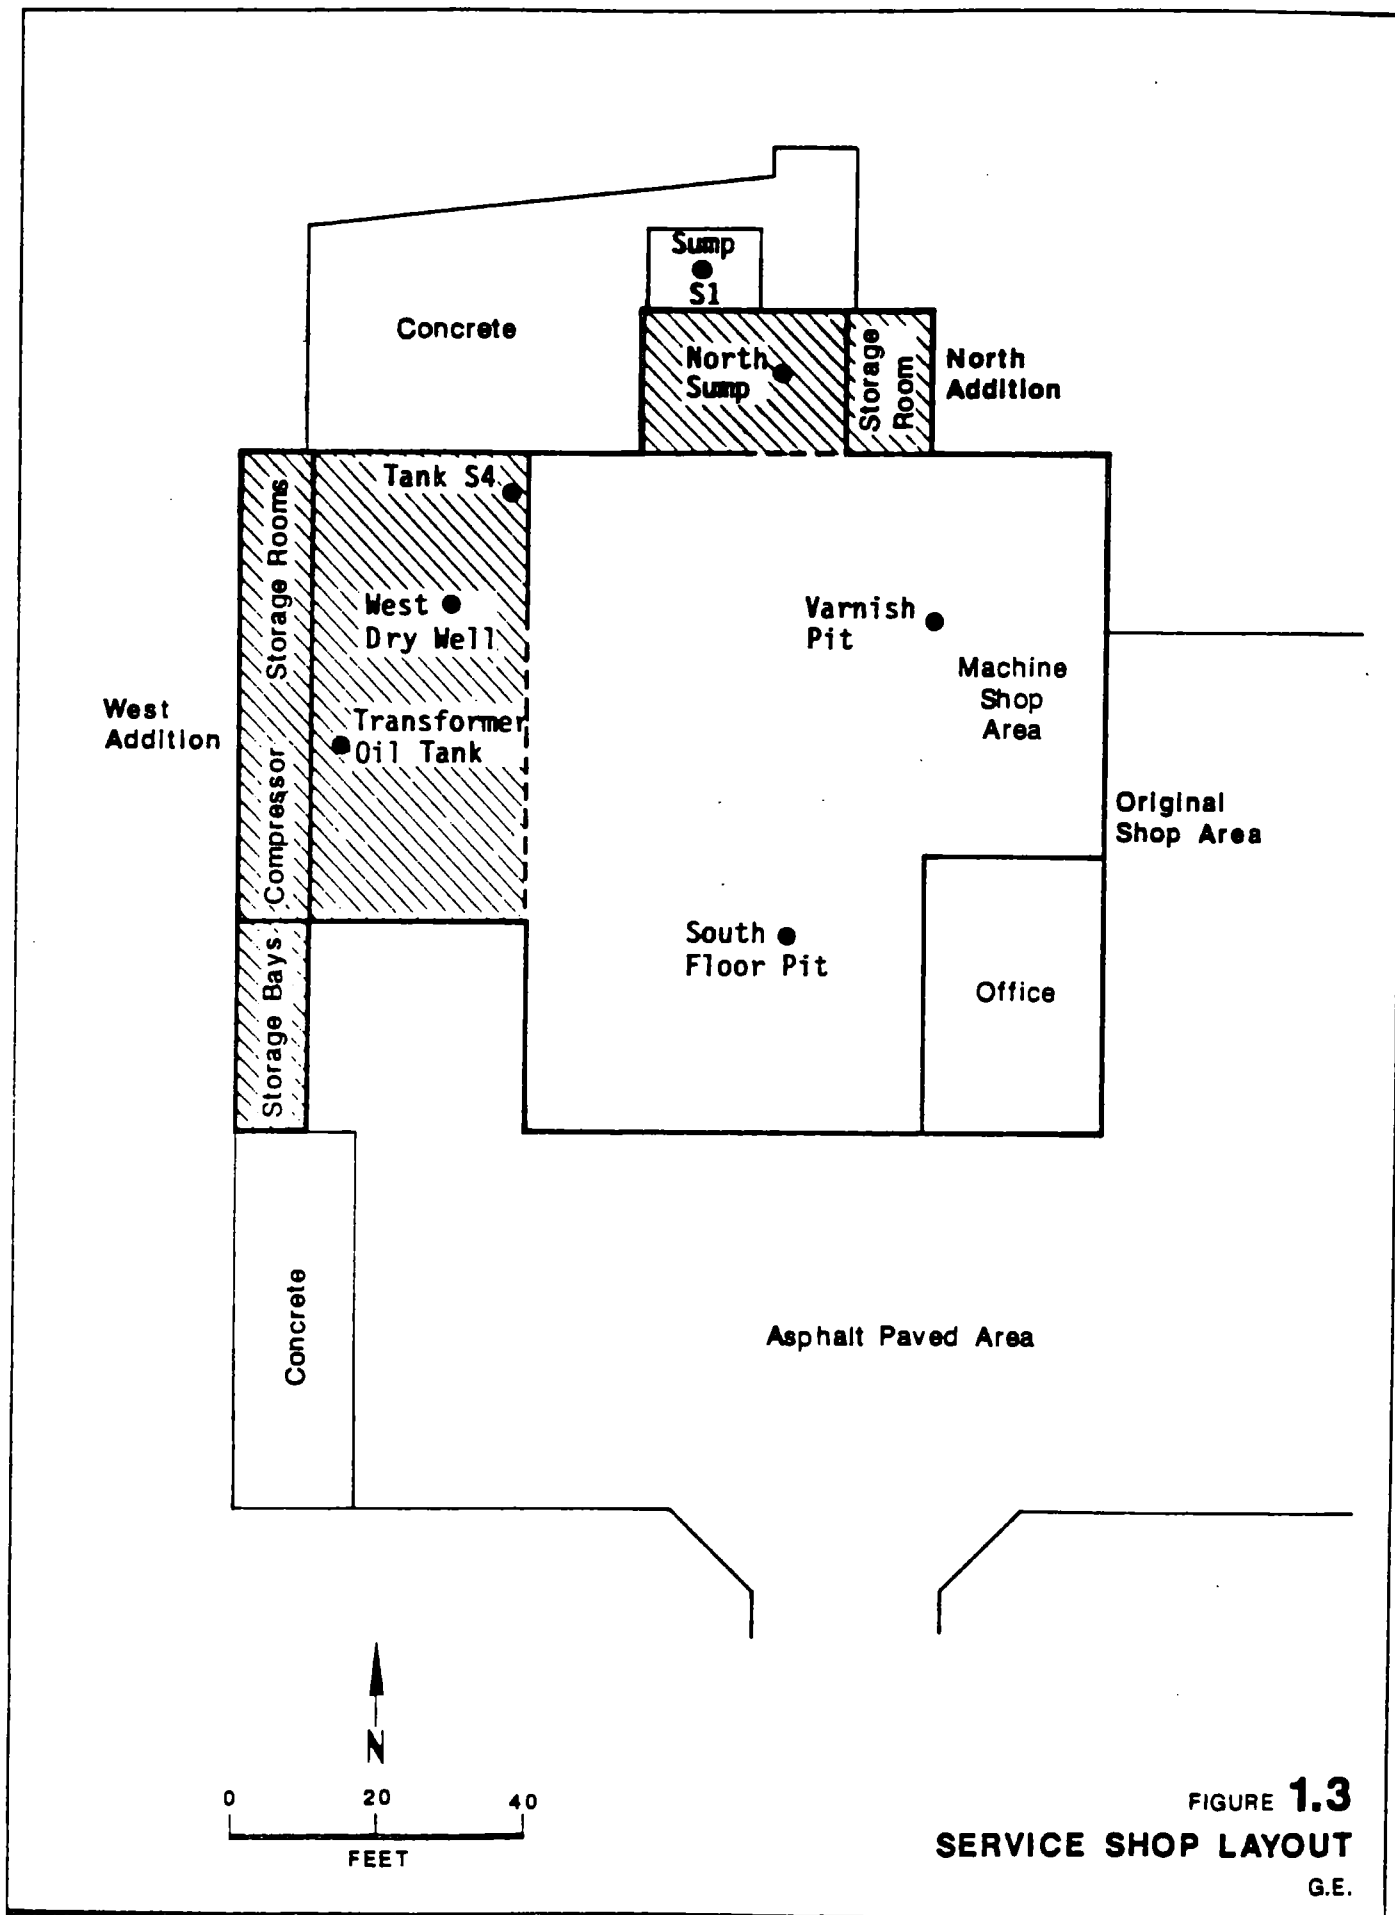 Sump
S1
Concrete
North
Sump
Storage
Room
North
Addition
Tank S4
Storage Rooms
West
Dry Well
Varnish
Pit
Machine
Shop
Area
West
Addition
Transformer
Oil Tank
Compressor
Original
Shop Area
South
Floor Pit
Storage Bays
Office
Concrete
Asphalt Paved Area
N
0 20 40
FEET
FIGURE 1.3
SERVICE SHOP LAYOUT
G.E.